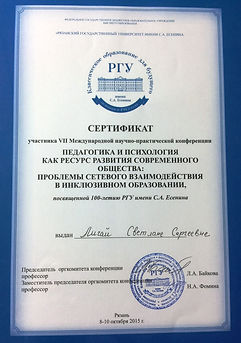 «РЯЗАНСКИЙ ГОСУДАРСТВЕННЫЙ УНИВЕРСИТЕТ ИМЕНИ С.А. ЕСЕНИНА»
Классическое образование для будущего
РГУ
имени
С.А. Есенина
СЕРТИФИКАТ
участника VII Международной научно-практической конференции
ПЕДАГОГИКА И ПСИХОЛОГИЯ
КАК РЕСУРС РАЗВИТИЯ СОВРЕМЕННОГО
ОБЩЕСТВА:
ПРОБЛЕМЫ СЕТЕВОГО ВЗАИМОДЕЙСТВИЯ
В ИНКЛЮЗИВНОМ ОБРАЗОВАНИИ,
посвященной 100-летию РГУ имени С.А. Есенина
выдан Лигай Светлане Сергеевне
Председатель оргкомитета конференции
профессор Л.А. Байкова
Заместитель председателя оргкомитета конференции
профессор Н.А. Фомина
Рязань
8-10 октября 2015 г.